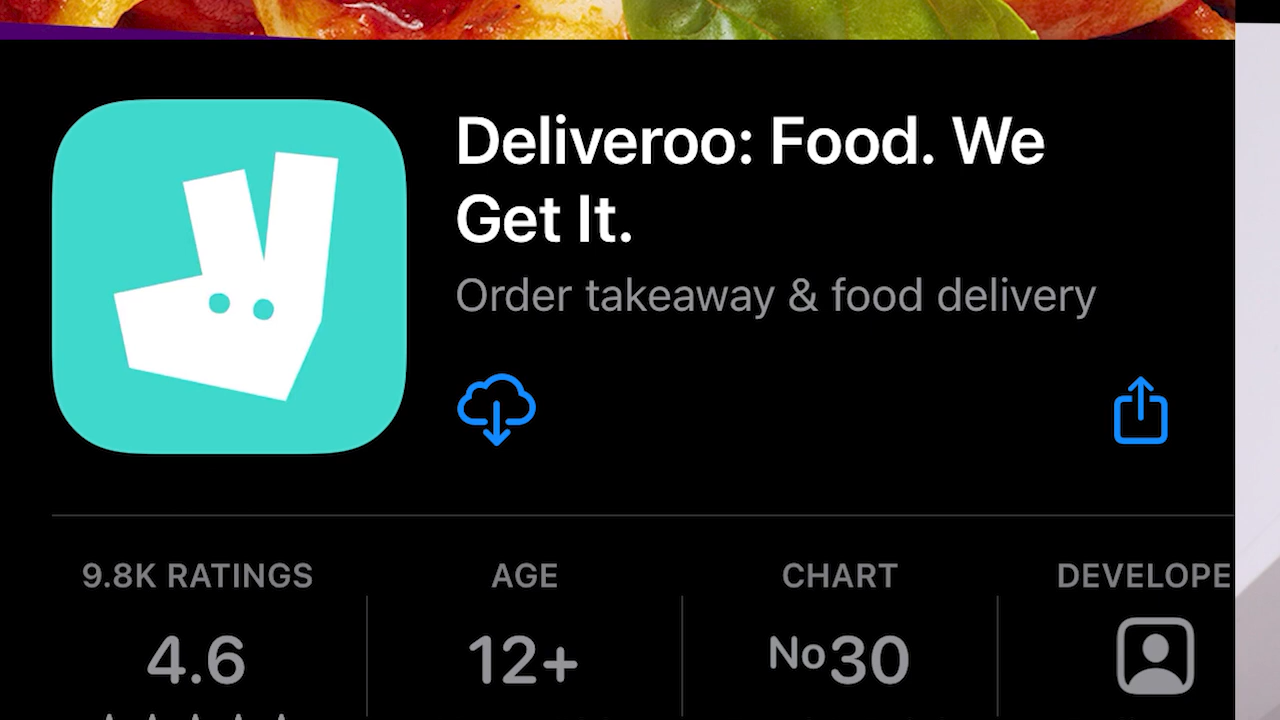 Deliveroo: Food. We
Get It.
Order takeaway & food delivery
9.8K RATINGS
AGE
CHART
DEVELOPE
4.6
12+
No30